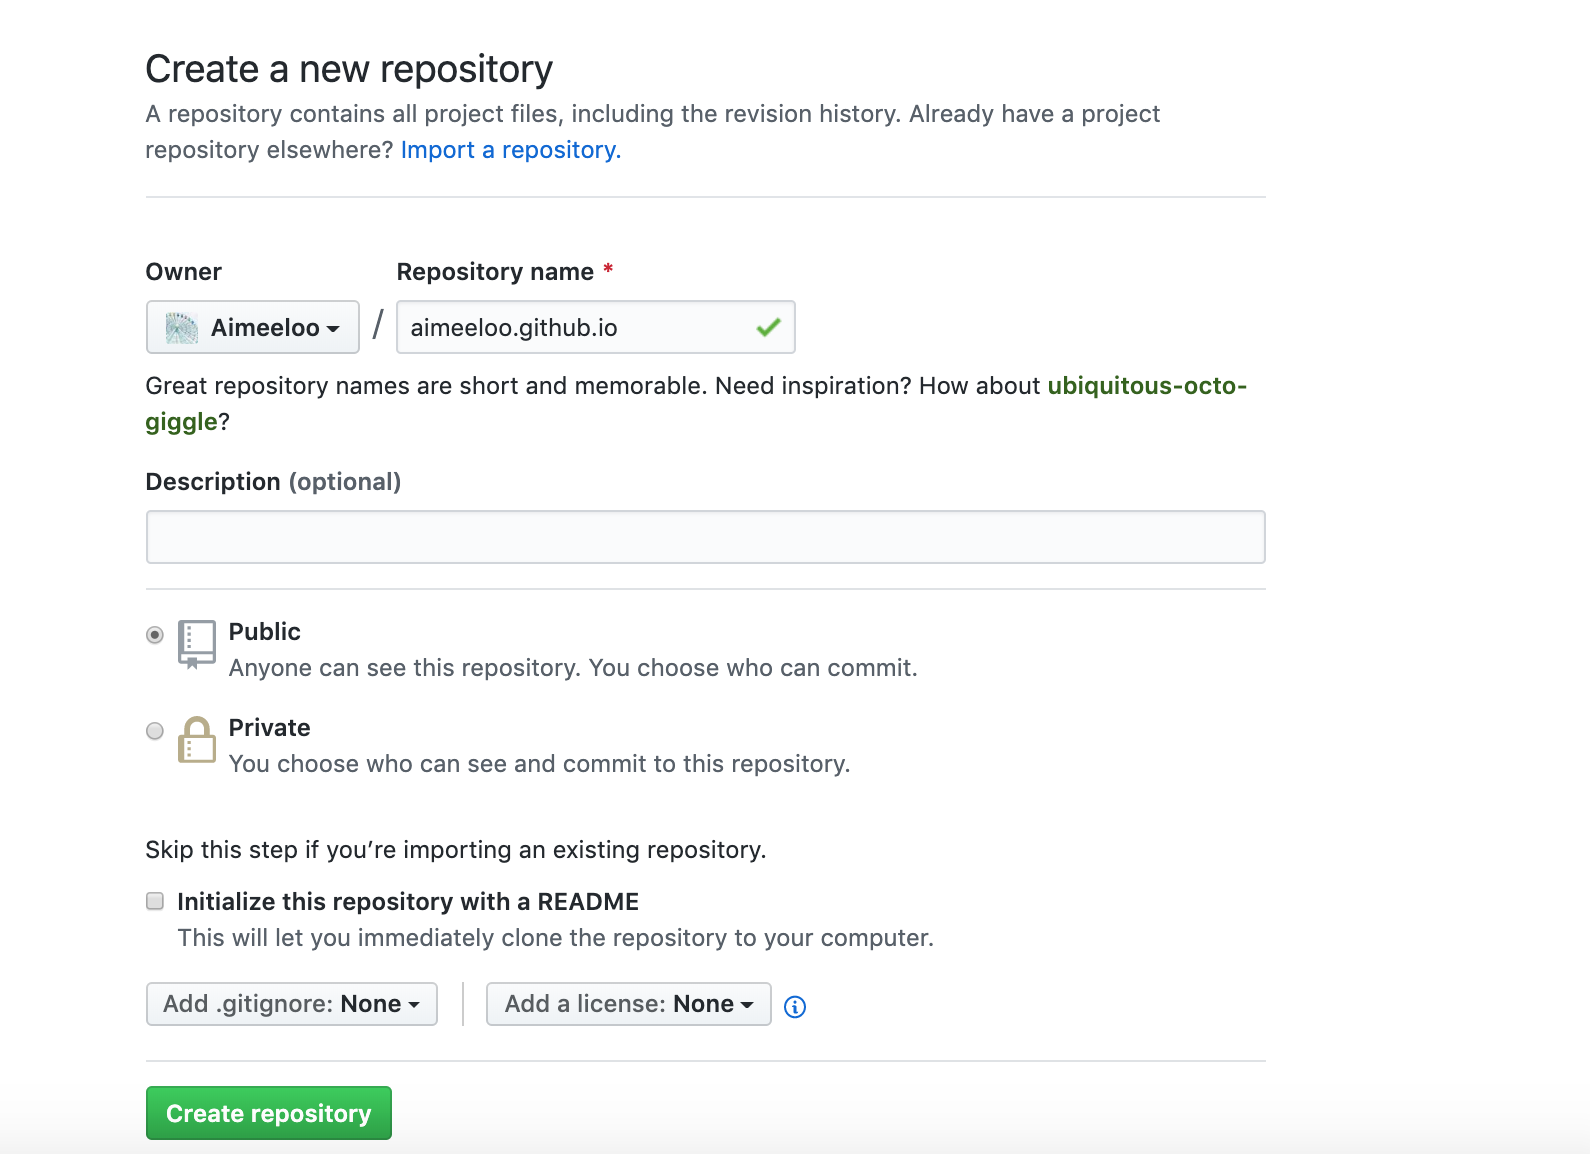 Create a new repository
A repository contains all project files, including the revision history. Already have a project
repository elsewhere? Import a repository.
Owner
Repository name *
Aimeeloo / aimeeloo.github.io
Great repository names are short and memorable. Need inspiration? How about ubiquitous-octo-
giggle?
Description (optional)
Public
Anyone can see this repository. You choose who can commit.
Private
You choose who can see and commit to this repository.
Skip this step if you’re importing an existing repository.
Initialize this repository with a README
This will let you immediately clone the repository to your computer.
Add .gitignore: None
Add a license: None
Create repository